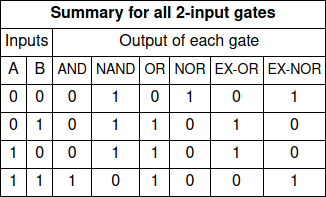 Summary for all 2-input gates
Inputs Output of each gate
A B AND NAND OR NOR EX-OR EX-NOR
0 0 0 1 0 1 0 1
0 1 0 1 1 0 1 0
1 0 0 1 1 0 1 0
1 1 1 0 1 0 0 1